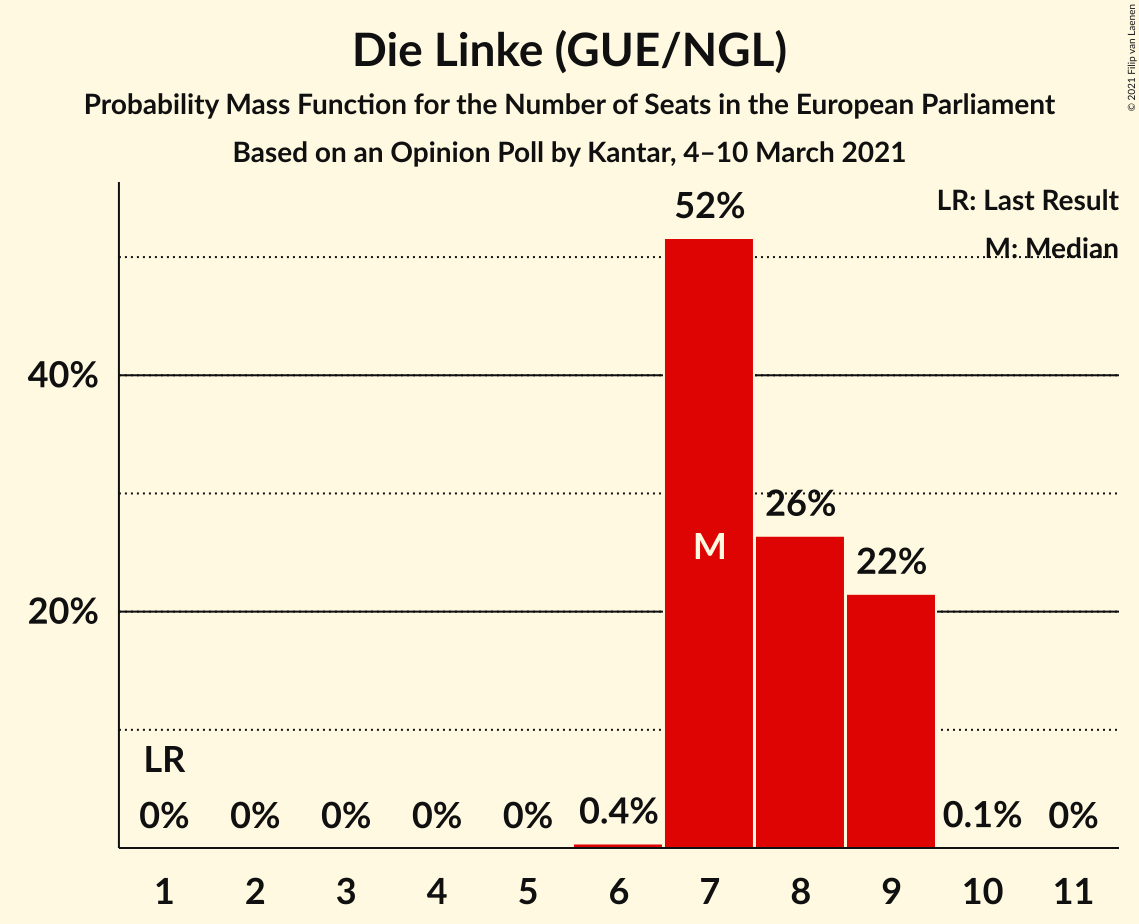 Die Linke (GUE/NGL)
Probability Mass Function for the Number of Seats in the European Parliament
Based on an Opinion Poll by Kantar, 4–10 March 2021
© 2021 Filip van Laenen
LR: Last Result
M: Median
52%
40%
26%
M
22%
20%
LR
0% 0% 0% 0% 0% 0.4% 0.1% 0%
1 2 3 4 5 6 7 8 9 10 11